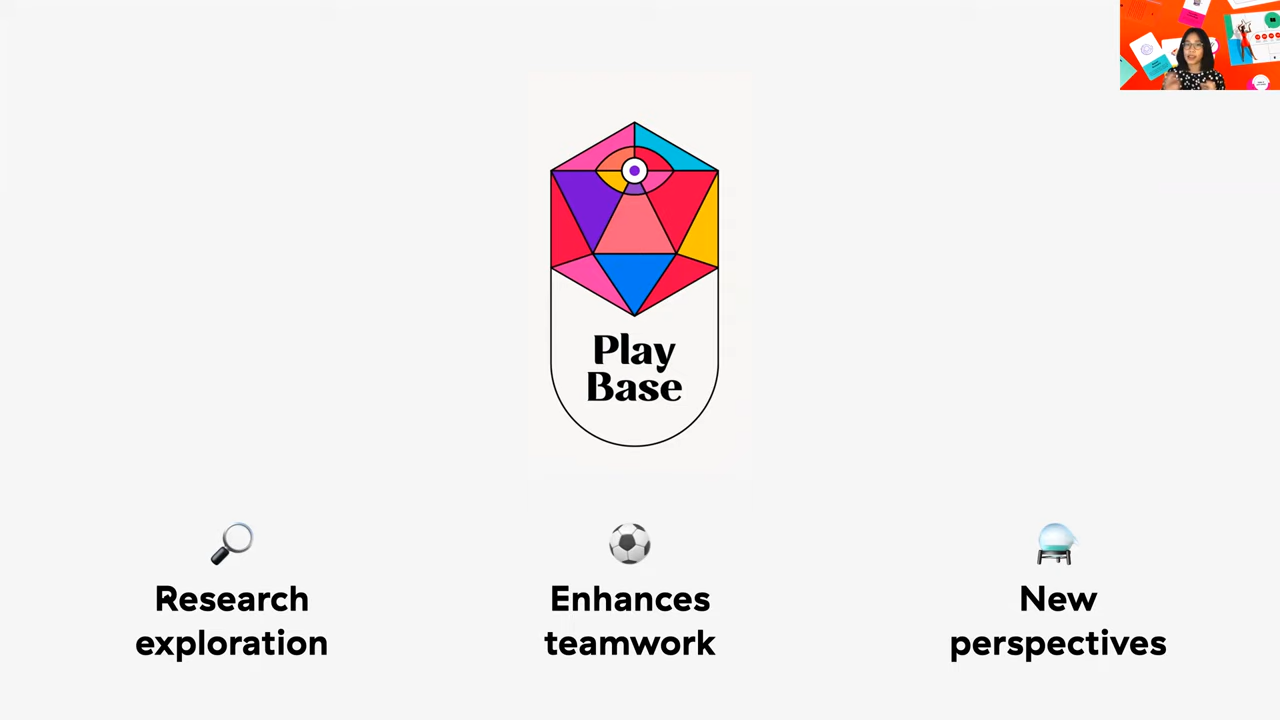 Play
Base
Research
exploration
Enhances
teamwork
New
perspectives